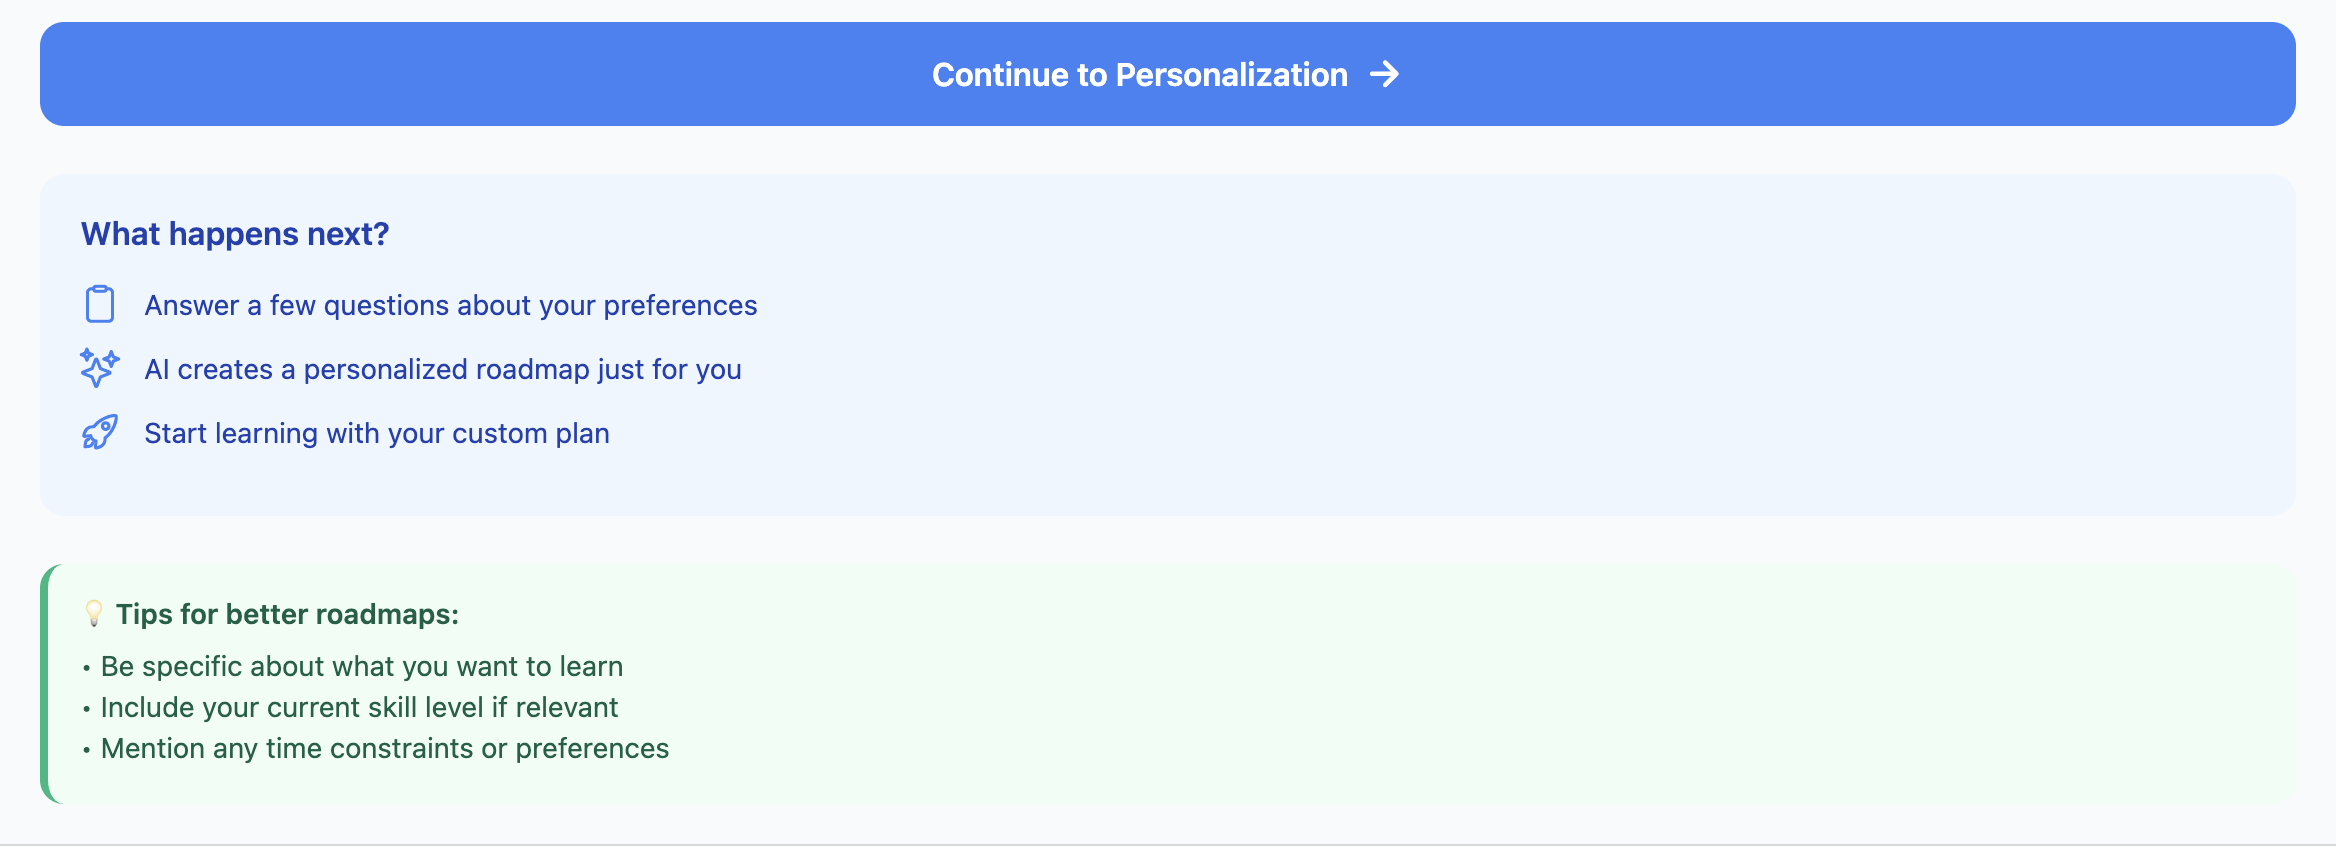 Continue to Personalization →
What happens next?
Answer a few questions about your preferences
AI creates a personalized roadmap just for you
Start learning with your custom plan
💡 Tips for better roadmaps:
• Be specific about what you want to learn
• Include your current skill level if relevant
• Mention any time constraints or preferences